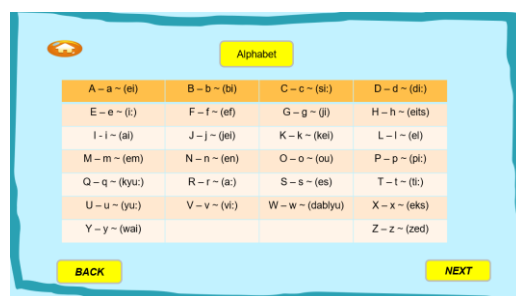 Alphabet
A – a ~ (ei) B – b ~ (bi) C – c ~ (si:) D – d ~ (di:)
E – e ~ (i:) F – f ~ (ef) G – g ~ (ji) H – h ~ (eits)
I - i ~ (ai) J – j ~ (jei) K – k ~ (kei) L – l ~ (el)
M – m ~ (em) N – n ~ (en) O – o ~ (ou) P – p ~ (pi:)
Q – q ~ (kyu:) R – r ~ (a:) S – s ~ (es) T – t ~ (ti:)
U – u ~ (yu:) V – v ~ (vi:) W – w ~ (dablyu) X – x ~ (eks)
Y – y ~ (wai) Z – z ~ (zed)
BACK NEXT